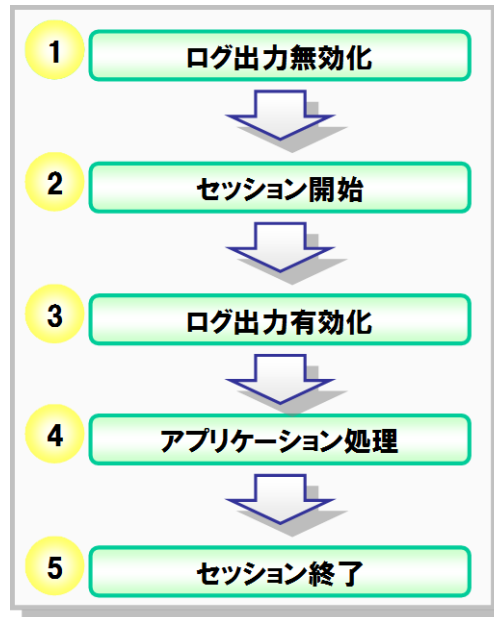 1 ログ出力無効化
2 セッション開始
3 ログ出力有効化
4 アプリケーション処理
5 セッション終了